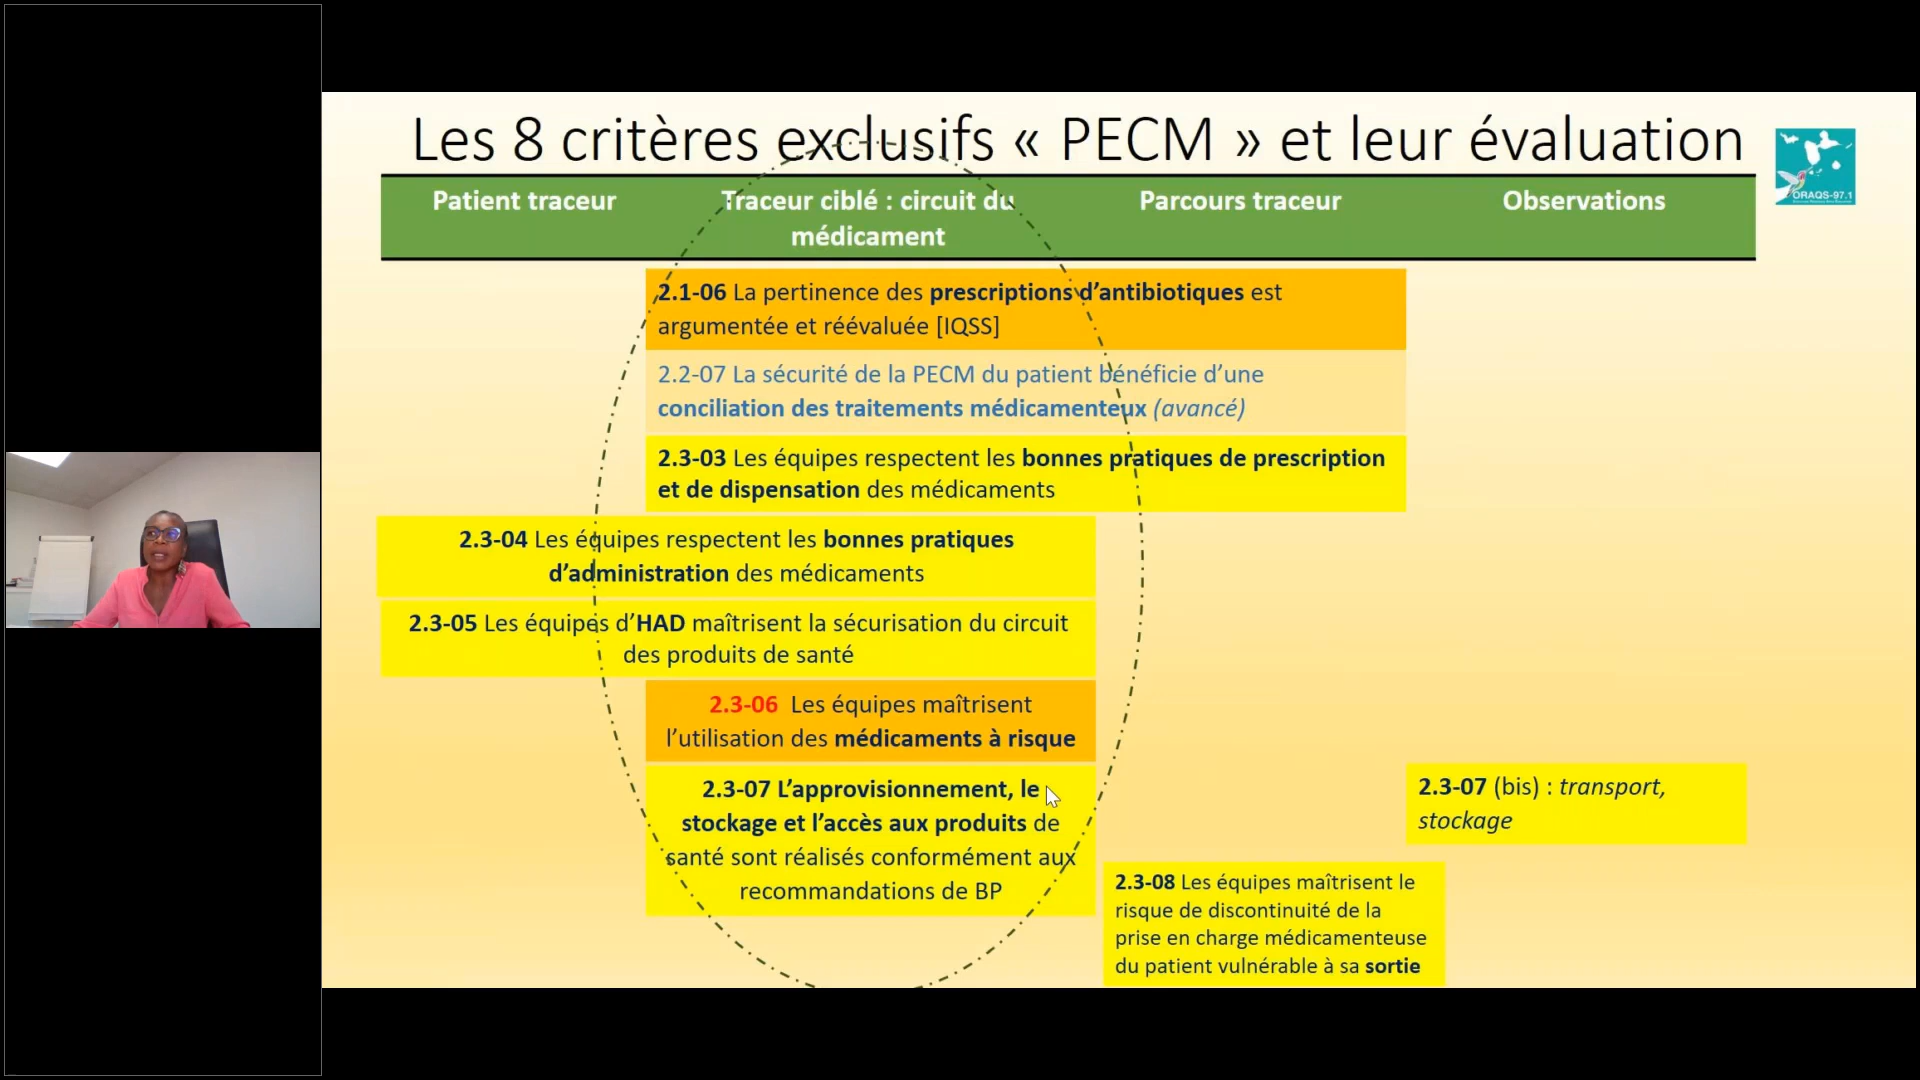 Les 8 critères exclusifs « PECM » et leur évaluation
ORAQS-97.1
Patient traceur
Traceur ciblé : circuit du
médicament
Parcours traceur
Observations
2.1-06 La pertinence des prescriptions d’antibiotiques est
argumentée et réévaluée [IQSS]
2.2-07 La sécurité de la PECM du patient bénéficie d’une
conciliation des traitements médicamenteux (avancé)
2.3-03 Les équipes respectent les bonnes pratiques de prescription
et de dispensation des médicaments
2.3-04 Les équipes respectent les bonnes pratiques
d’administration des médicaments
2.3-05 Les équipes d’HAD maîtrisent la sécurisation du circuit
des produits de santé
2.3-06 Les équipes maîtrisent
l’utilisation des médicaments à risque
2.3-07 L’approvisionnement, le
stockage et l’accès aux produits de
santé sont réalisés conformément aux
recommandations de BP
2.3-07 (bis) : transport,
stockage
2.3-08 Les équipes maîtrisent le
risque de discontinuité de la
prise en charge médicamenteuse
du patient vulnérable à sa sortie